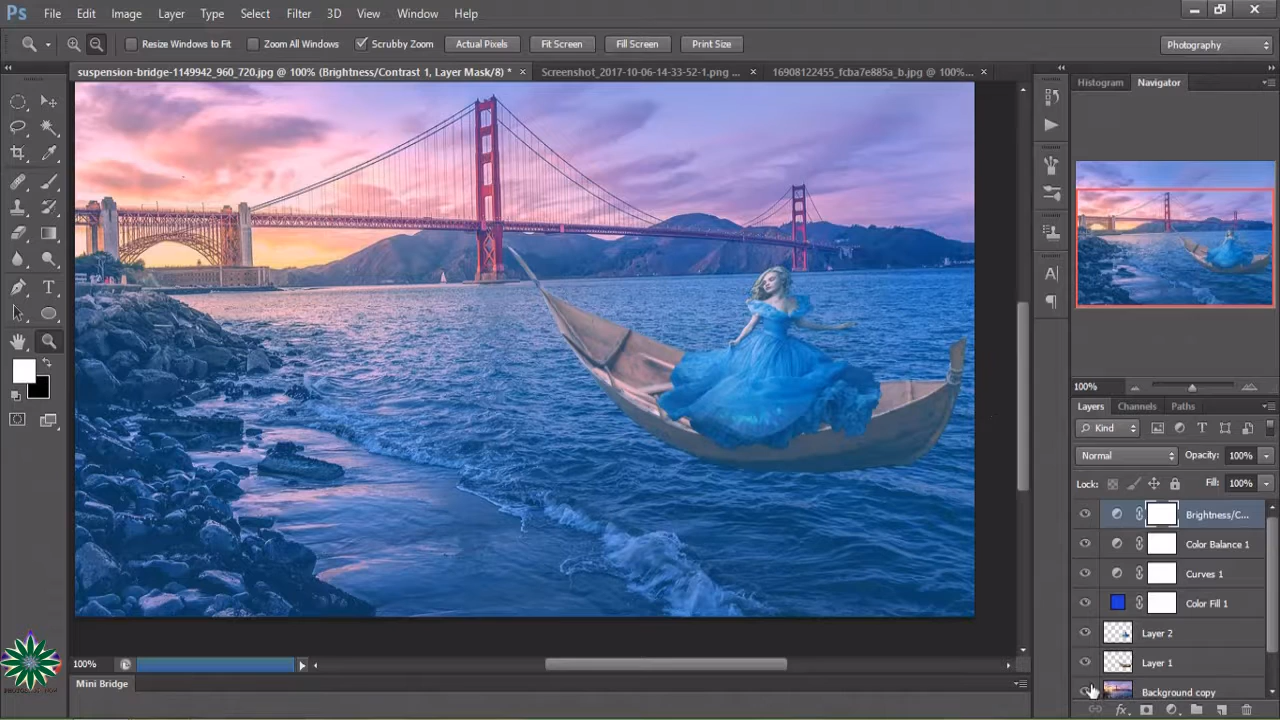 Ps File Edit Image Layer Type Select Filter 3D View Window Help
Resize Windows to Fit Zoom All Windows Scrubby Zoom Actual Pixels Fit Screen Fill Screen Print Size Photography
suspension-bridge-1149942_960_720.jpg @ 100% (Brightness/Contrast 1, Layer Mask/8) * × Screenshot_2017-10-06-14-33-52-1.png ... × 16908122455_fcba7e885a_b.jpg @ 100%... ×
Histogram Navigator
100%
Layers Channels Paths
Kind
Normal Opacity: 100%
Lock: Fill: 100%
Brightness/C...
Color Balance 1
Curves 1
Color Fill 1
Layer 2
Layer 1
Background copy
100%
Mini Bridge